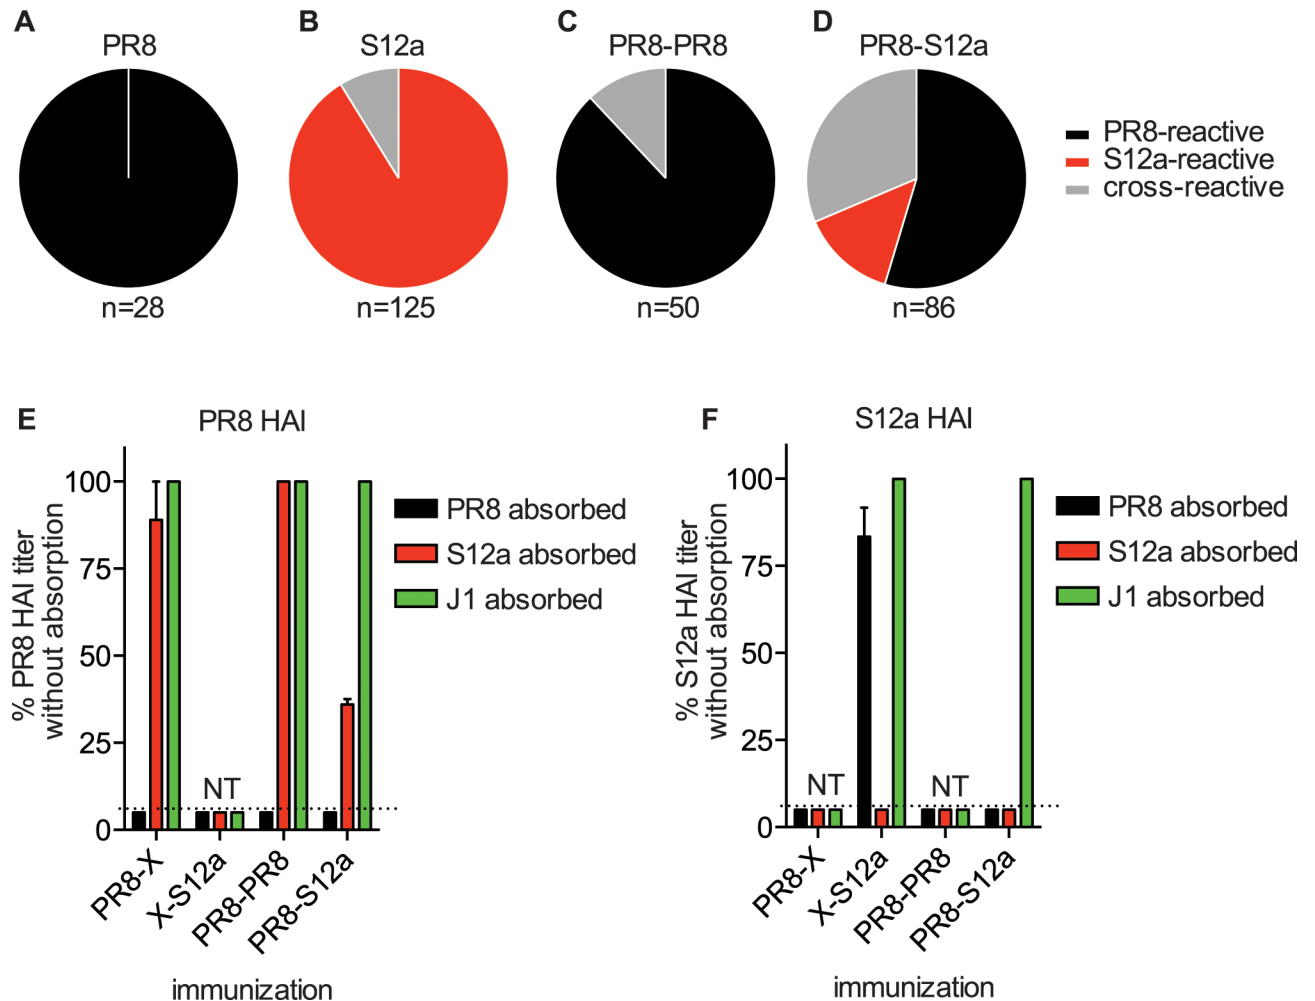 A
PR8
n=28
B
S12a
n=125
C
PR8-PR8
n=50
D
PR8-S12a
n=86
PR8-reactive
S12a-reactive
cross-reactive
E
PR8 HAI
% PR8 HAI titer
without absorption
100
75
50
25
0
NT
PR8-X
X-S12a
PR8-PR8
PR8-S12a
immunization
PR8 absorbed
S12a absorbed
J1 absorbed
F
S12a HAI
% S12a HAI titer
without absorption
100
75
50
25
0
NT
NT
PR8-X
X-S12a
PR8-PR8
PR8-S12a
immunization
PR8 absorbed
S12a absorbed
J1 absorbed